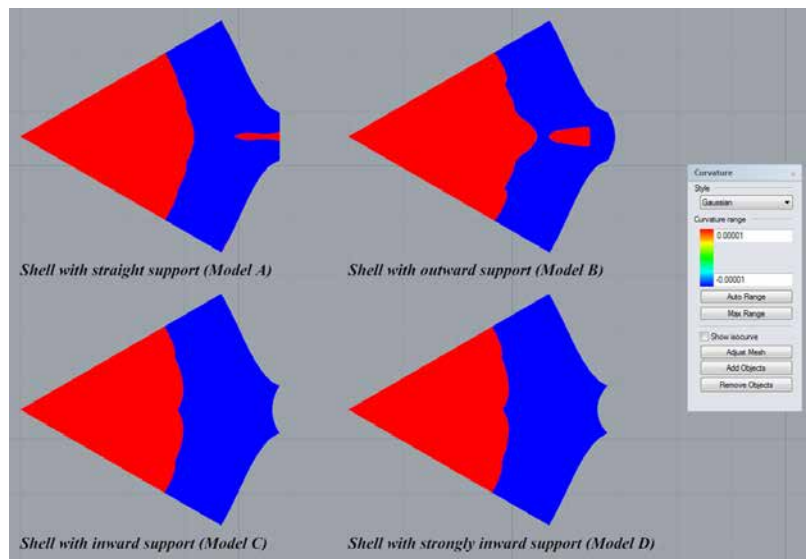 Shell with straight support (Model A)
Shell with outward support (Model B)
Curvature
Style
Gaussian
Curvature range
0.00001
-0.00001
Auto Range
Max Range
Show isocurve
Adjust Mesh
Add Objects
Remove Objects
Shell with inward support (Model C)
Shell with strongly inward support (Model D)